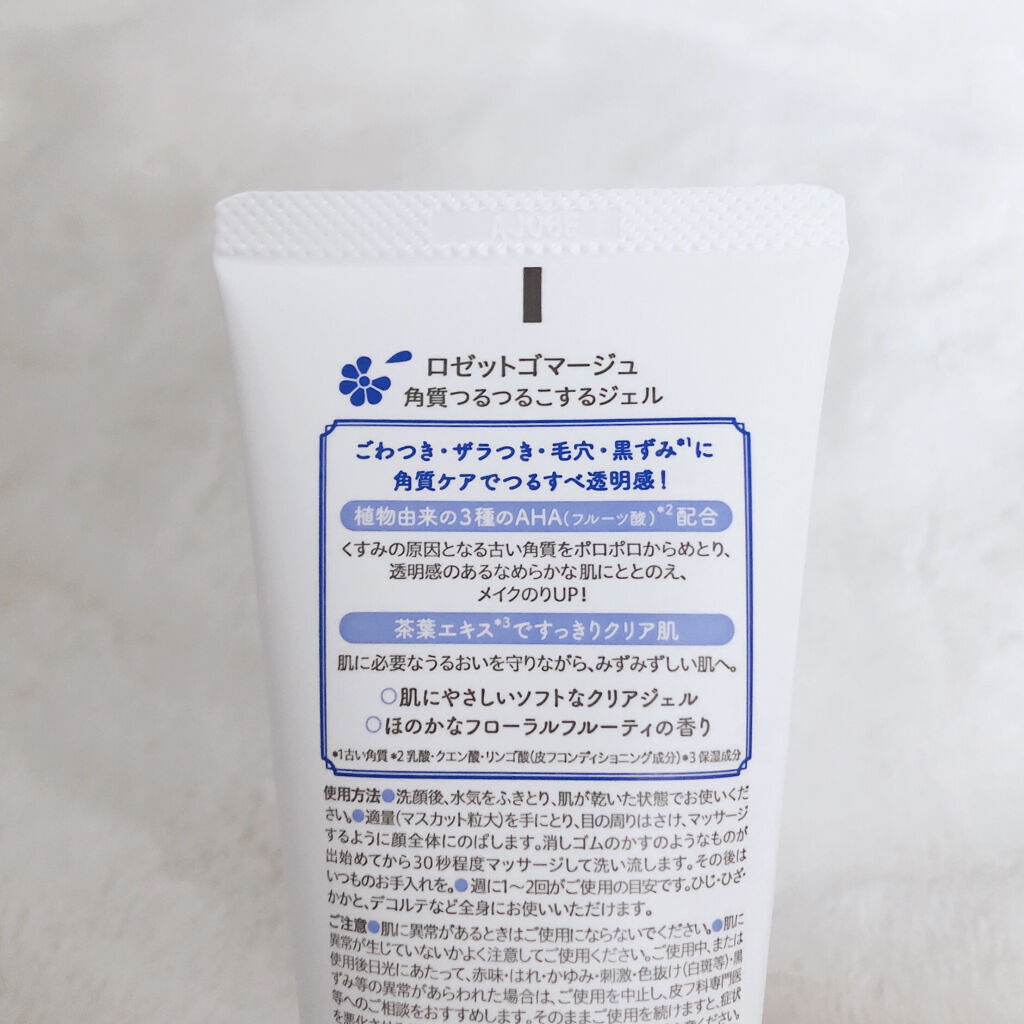 ロゼットゴマージュ
角質つるつるこするジェル
ごわつき・ザラつき・毛穴・黒ずみ*1に
角質ケアでつるすべ透明感!
植物由来の3種のAHA(フルーツ酸)*2配合
くすみの原因となる古い角質をポロポロからめとり、
透明感のあるなめらかな肌にととのえ、
メイクのりUP!
茶葉エキス*3ですっきりクリア肌
肌に必要なうるおいを守りながら、みずみずしい肌へ。
○肌にやさしいソフトなクリアジェル
○ほのかなフローラルフルーティの香り
*1古い角質 *2 乳酸・クエン酸・リンゴ酸(皮フコンディショニング成分)*3 保湿成分
使用方法●洗顔後、水気をふきとり、肌が乾いた状態でお使いくだ
さい。●適量(マスカット粒大)を手にとり、目の周りはさけ、マッサージ
するように顔全体にのばします。消しゴムのかすのようなものが
出始めてから30秒程度マッサージして洗い流します。その後は
いつものお手入れを。●週に1～2回がご使用の目安です。ひじ・ひざ・
かかと、デコルテなど全身にお使いいただけます。
ご注意●肌に異常があるときはご使用にならないでください。●肌に
異常が生じていないかよく注意してご使用ください。ご使用中、または
使用後日光にあたって、赤味・はれ・かゆみ・刺激・色抜け(白斑等)・黒
ずみ等の異常があらわれた場合は、ご使用を中止し、皮フ科専門医
等へのご相談をおすすめします。そのままご使用を続けますと、症状
を悪化させる